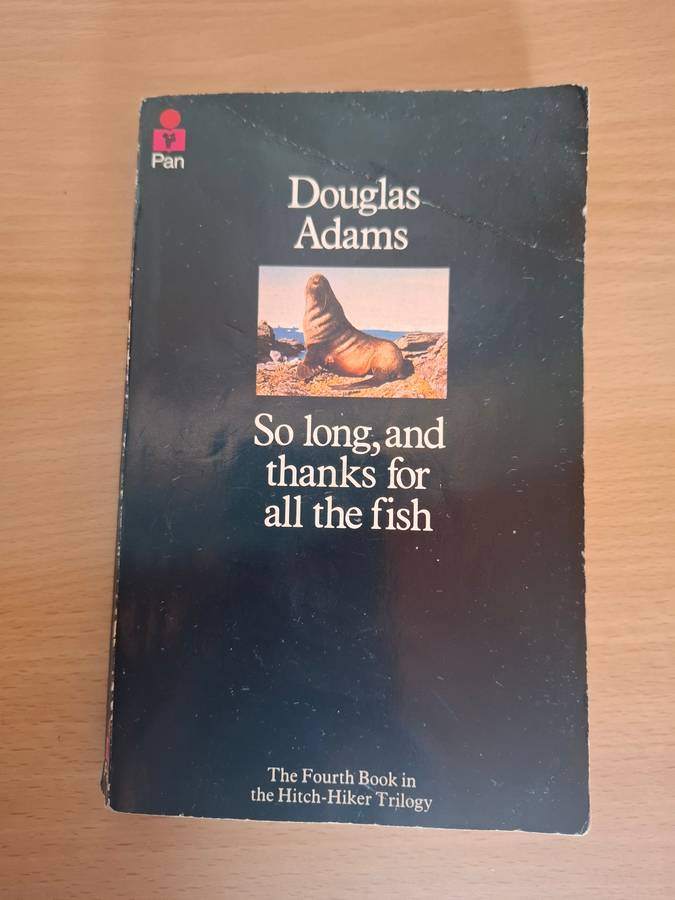 Pan
Douglas
Adams
So long, and
thanks for
all the fish
The Fourth Book in
the Hitch-Hiker Trilogy